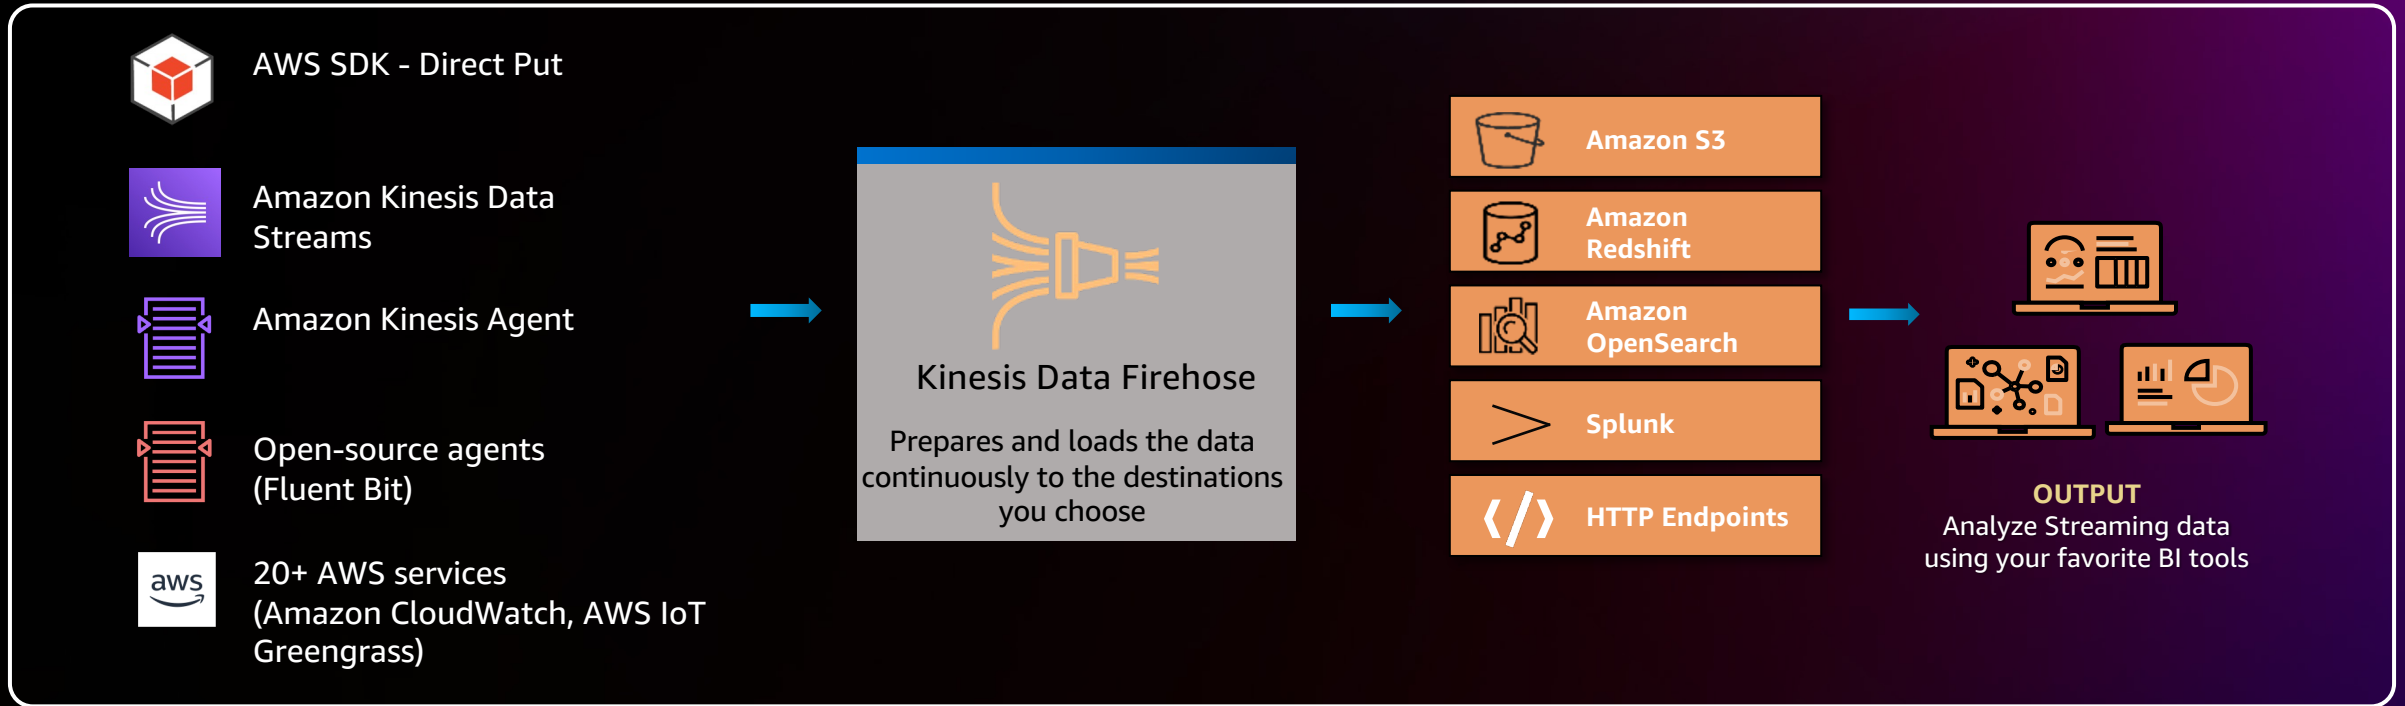 AWS SDK - Direct Put
Amazon Kinesis Data
Streams
Amazon Kinesis Agent
Open-source agents
(Fluent Bit)
aws
20+ AWS services
(Amazon CloudWatch, AWS IoT
Greengrass)
Kinesis Data Firehose
Prepares and loads the data
continuously to the destinations
you choose
Amazon S3
Amazon
Redshift
Amazon
OpenSearch
Splunk
HTTP Endpoints
OUTPUT
Analyze Streaming data
using your favorite BI tools